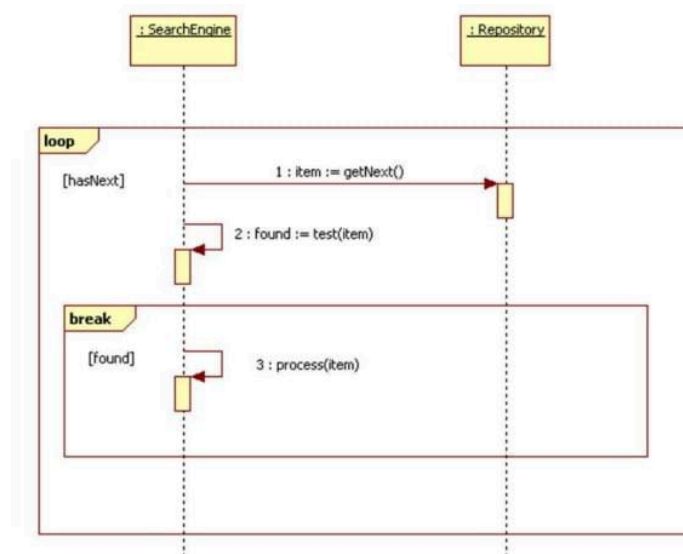 : SearchEngine
: Repository
loop
[hasNext]
1 : item := getNext()
2 : found := test(item)
break
[found]
3 : process(item)